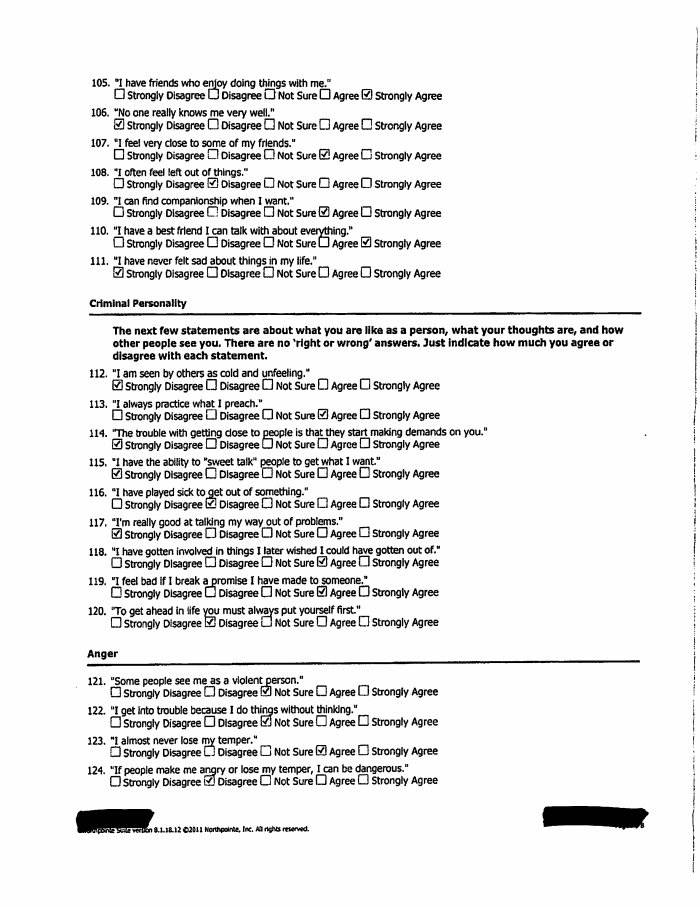 105. "I have friends who enjoy doing things with me."
☐ Strongly Disagree ☐ Disagree ☐ Not Sure ☐ Agree ☑ Strongly Agree
106. "No one really knows me very well."
☑ Strongly Disagree ☐ Disagree ☐ Not Sure ☐ Agree ☐ Strongly Agree
107. "I feel very close to some of my friends."
☐ Strongly Disagree ☐ Disagree ☐ Not Sure ☑ Agree ☐ Strongly Agree
108. "I often feel left out of things."
☐ Strongly Disagree ☑ Disagree ☐ Not Sure ☐ Agree ☐ Strongly Agree
109. "I can find companionship when I want."
☐ Strongly Disagree ☐ Disagree ☐ Not Sure ☑ Agree ☐ Strongly Agree
110. "I have a best friend I can talk with about everything."
☐ Strongly Disagree ☐ Disagree ☐ Not Sure ☐ Agree ☑ Strongly Agree
111. "I have never felt sad about things in my life."
☑ Strongly Disagree ☐ Disagree ☐ Not Sure ☐ Agree ☐ Strongly Agree
Criminal Personality
The next few statements are about what you are like as a person, what your thoughts are, and how
other people see you. There are no 'right or wrong' answers. Just indicate how much you agree or
disagree with each statement.
112. "I am seen by others as cold and unfeeling."
☑ Strongly Disagree ☐ Disagree ☐ Not Sure ☐ Agree ☐ Strongly Agree
113. "I always practice what I preach."
☐ Strongly Disagree ☐ Disagree ☐ Not Sure ☑ Agree ☐ Strongly Agree
114. "The trouble with getting close to people is that they start making demands on you."
☑ Strongly Disagree ☐ Disagree ☐ Not Sure ☐ Agree ☐ Strongly Agree
115. "I have the ability to "sweet talk" people to get what I want."
☑ Strongly Disagree ☐ Disagree ☐ Not Sure ☐ Agree ☐ Strongly Agree
116. "I have played sick to get out of something."
☐ Strongly Disagree ☑ Disagree ☐ Not Sure ☐ Agree ☐ Strongly Agree
117. "I'm really good at talking my way out of problems."
☑ Strongly Disagree ☐ Disagree ☐ Not Sure ☐ Agree ☐ Strongly Agree
118. "I have gotten involved in things I later wished I could have gotten out of."
☐ Strongly Disagree ☐ Disagree ☐ Not Sure ☑ Agree ☐ Strongly Agree
119. "I feel bad if I break a promise I have made to someone."
☐ Strongly Disagree ☐ Disagree ☐ Not Sure ☑ Agree ☐ Strongly Agree
120. "To get ahead in life you must always put yourself first."
☐ Strongly Disagree ☑ Disagree ☐ Not Sure ☐ Agree ☐ Strongly Agree
Anger
121. "Some people see me as a violent person."
☐ Strongly Disagree ☐ Disagree ☑ Not Sure ☐ Agree ☐ Strongly Agree
122. "I get into trouble because I do things without thinking."
☐ Strongly Disagree ☐ Disagree ☑ Not Sure ☐ Agree ☐ Strongly Agree
123. "I almost never lose my temper."
☐ Strongly Disagree ☐ Disagree ☐ Not Sure ☑ Agree ☐ Strongly Agree
124. "If people make me angry or lose my temper, I can be dangerous."
☐ Strongly Disagree ☑ Disagree ☐ Not Sure ☐ Agree ☐ Strongly Agree
Suite version 8.1.18.12 ©2011 Northpointe, Inc. All rights reserved.